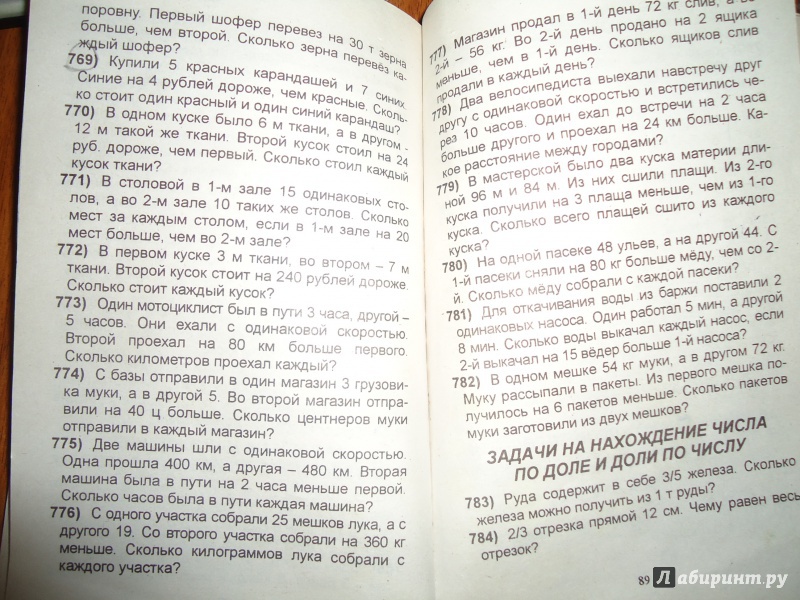 поровну. Первый шофер перевез на 30 т зерна
больше, чем второй. Сколько зерна перевёз ка-
ждый шофер?
769) Купили 5 красных карандашей и 7 синих.
Синие на 4 рублей дороже, чем красные. Сколь-
ко стоит один красный и один синий карандаш?
770) В одном куске было 6 м ткани, а в другом -
12 м такой же ткани. Второй кусок стоил на 24
руб. дороже, чем первый. Сколько стоил каждый
кусок ткани?
771) В столовой в 1-м зале 15 одинаковых сто-
лов, а во 2-м зале 10 таких же столов. Сколько
мест за каждым столом, если в 1-м зале на 20
мест больше, чем во 2-м зале?
772) В первом куске 3 м ткани, во втором – 7 м
ткани. Второй кусок стоит на 240 рублей дороже.
Сколько стоит каждый кусок?
773) Один мотоциклист был в пути 3 часа, другой –
5 часов. Они ехали с одинаковой скоростью.
Второй проехал на 80 км больше первого.
Сколько километров проехал каждый?
774) С базы отправили в один магазин 3 грузови-
ка муки, а в другой 5. Во второй магазин отпра-
вили на 40 ц больше. Сколько центнеров муки
отправили в каждый магазин?
775) Две машины шли с одинаковой скоростью.
Одна прошла 400 км, а другая – 480 км. Вторая
машина была в пути на 2 часа меньше первой.
Сколько часов была в пути каждая машина?
776) С одного участка собрали 25 мешков лука, а с
другого 19. Со второго участка собрали на 360 кг
меньше. Сколько килограммов лука собрали с
каждого участка?
777) Магазин продал в 1-й день 72 кг слив, а во
2-й – 56 кг. Во 2-й день продано на 2 ящика
меньше, чем в 1-й день. Сколько ящиков слив
продали в каждый день?
778) Два велосипедиста выехали навстречу друг
другу с одинаковой скоростью и встретились че-
рез 10 часов. Один ехал до встречи на 2 часа
больше другого и проехал на 24 км больше. Ка-
кое расстояние между городами?
779) В мастерской было два куска материи дли-
ной 96 м и 84 м. Из них сшили плащи. Из 2-го
куска получили на 3 плаща меньше, чем из 1-го
куска. Сколько всего плащей сшито из каждого
куска?
780) На одной пасеке 48 ульев, а на другой 44. С
1-й пасеки сняли на 80 кг больше мёду, чем со 2-
й. Сколько мёду собрали с каждой пасеки?
781) Для откачивания воды из баржи поставили 2
одинаковых насоса. Один работал 5 мин, а другой
8 мин. Сколько воды выкачал каждый насос, если
2-й выкачал на 15 вёдер больше 1-й насоса?
782) В одном мешке 54 кг муки, а в другом 72 кг.
Муку рассыпали в пакеты. Из первого мешка по-
лучилось на 6 пакетов меньше. Сколько пакетов
муки заготовили из двух мешков?
ЗАДАЧИ НА НАХОЖДЕНИЕ ЧИСЛА
ПО ДОЛЕ И ДОЛИ ПО ЧИСЛУ
783) Руда содержит в себе 3/5 железа. Сколько
железа можно получить из 1 т руды?
784) 2/3 отрезка прямой 12 см. Чему равен весь
отрезок?
89
Лабиринт.ру